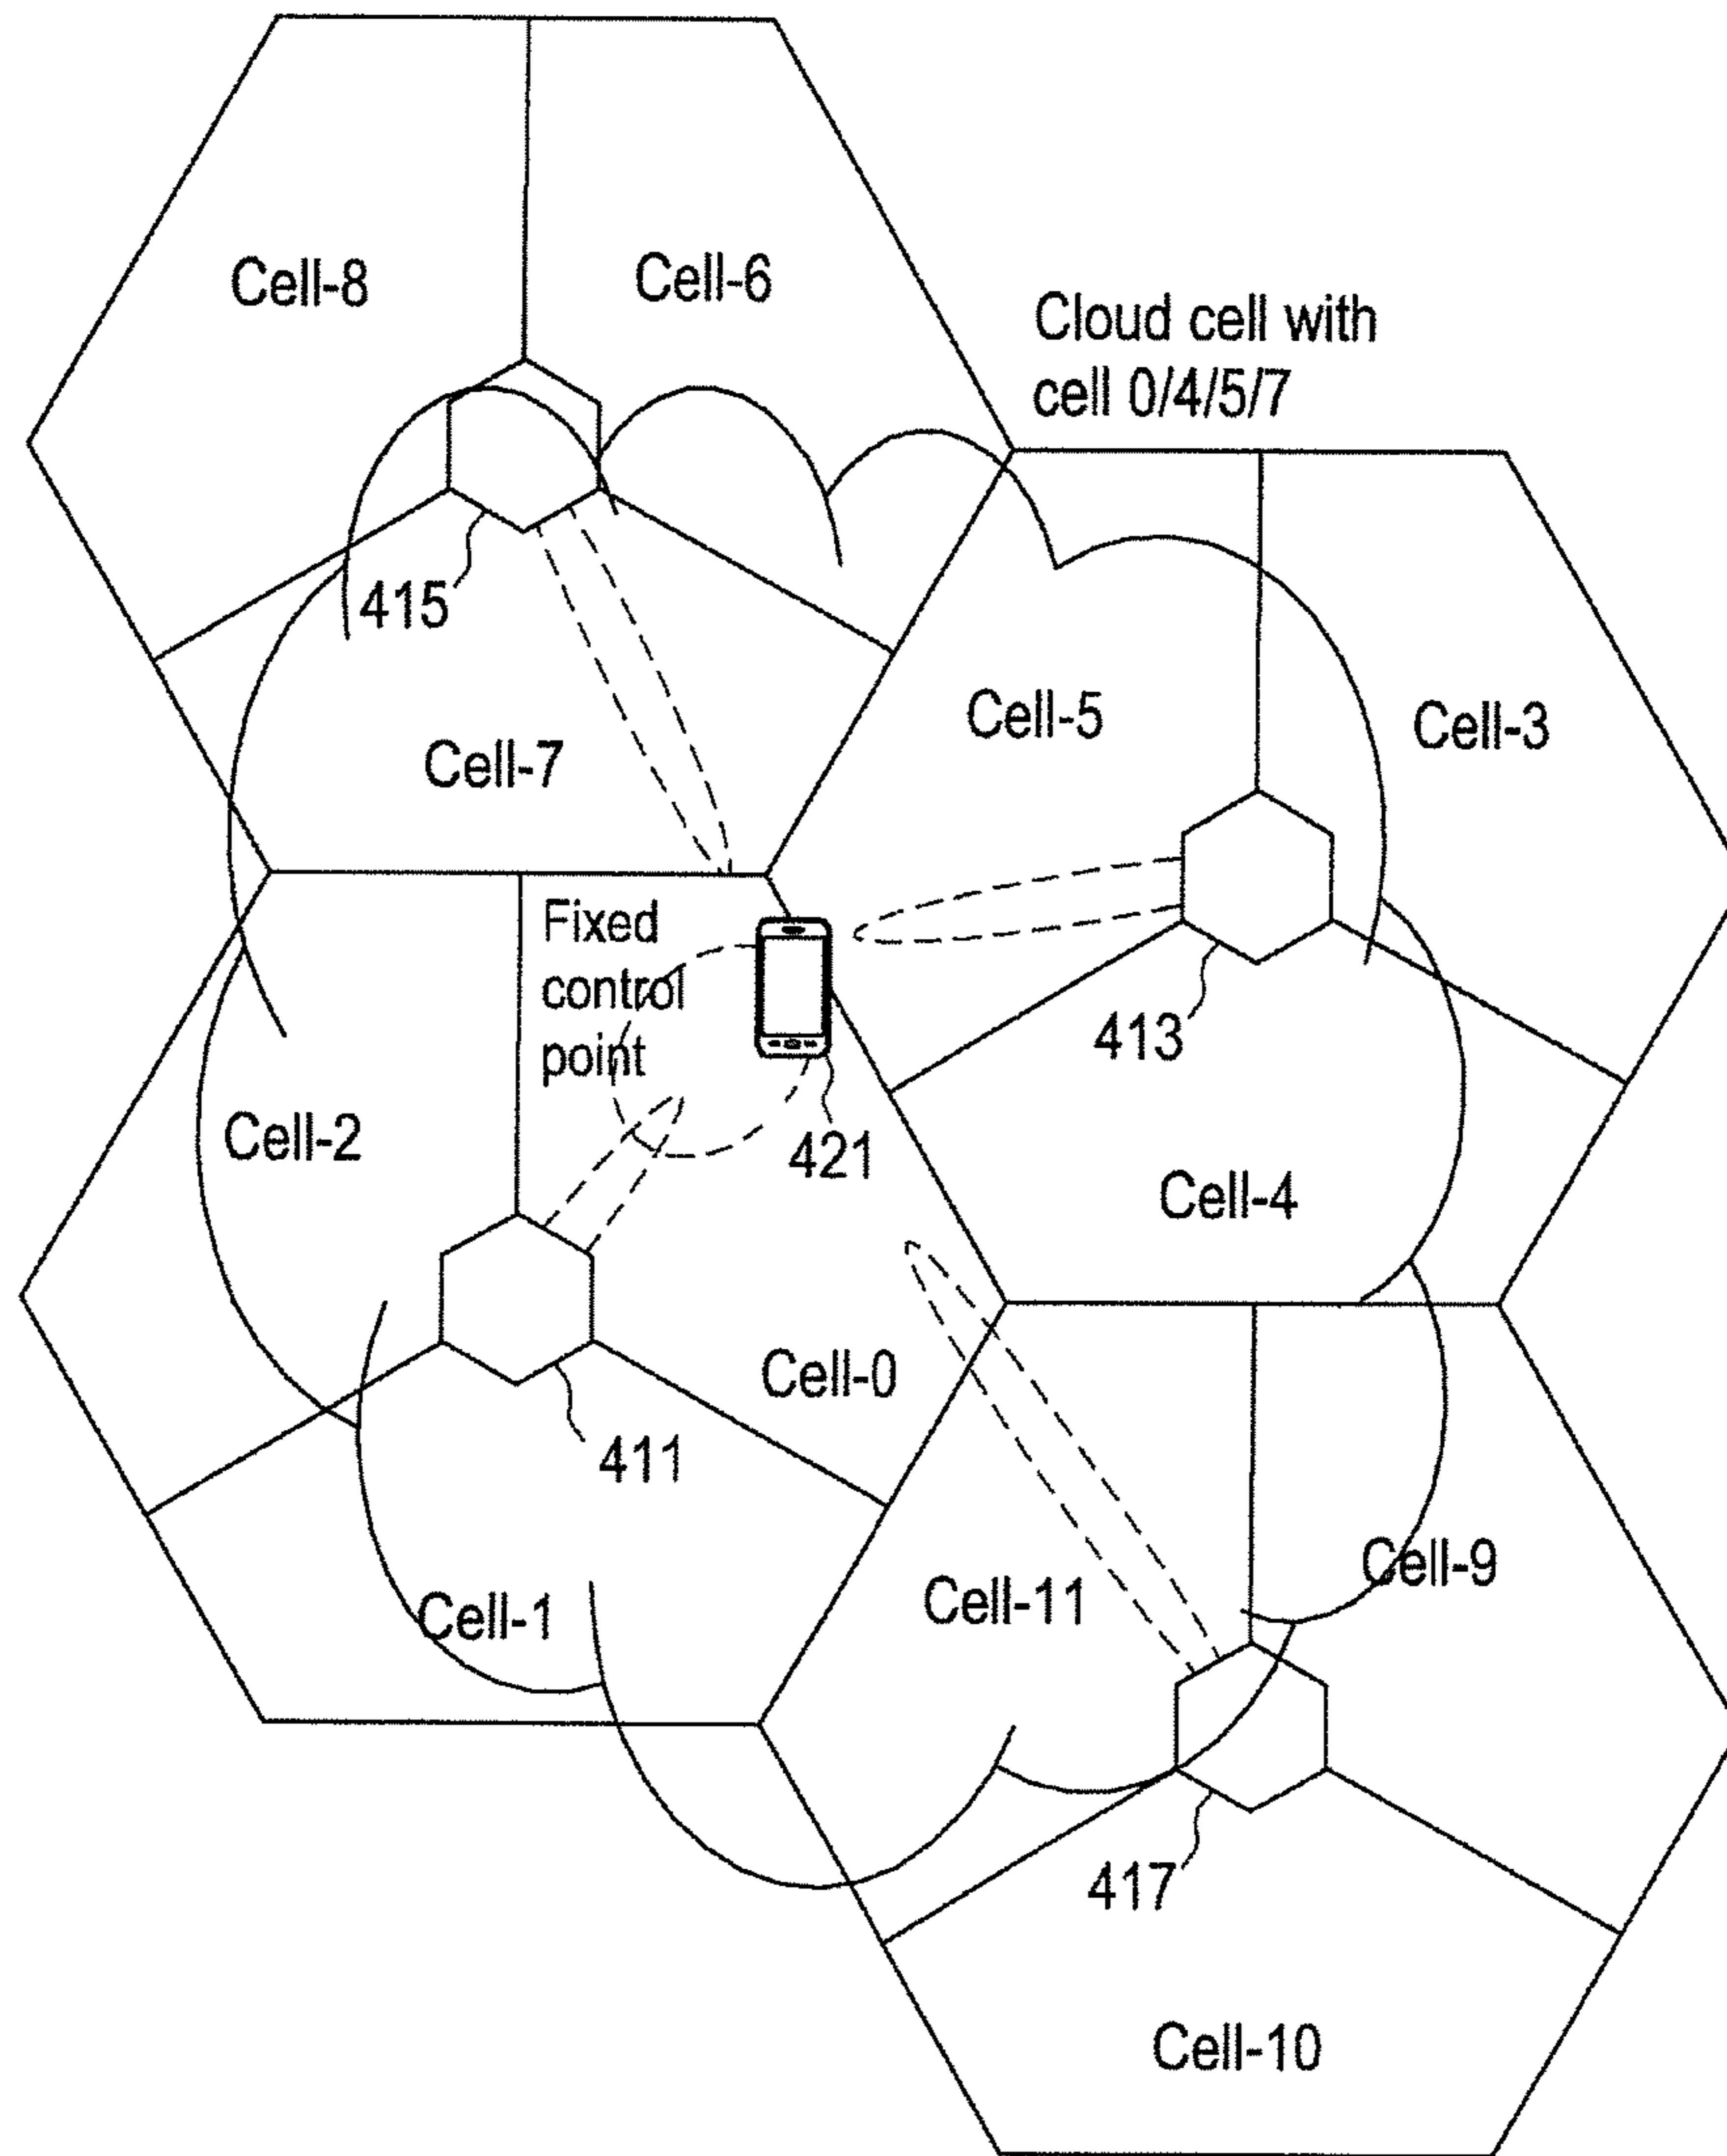 Cell-8
Cell-6
Cloud cell with
cell 0/4/5/7
415
Cell-5
Cell-3
Cell-7
Fixed
control
point
413
Cell-2
421
Cell-4
Cell-0
411
Cell-9
Cell-11
Cell-1
417
Cell-10